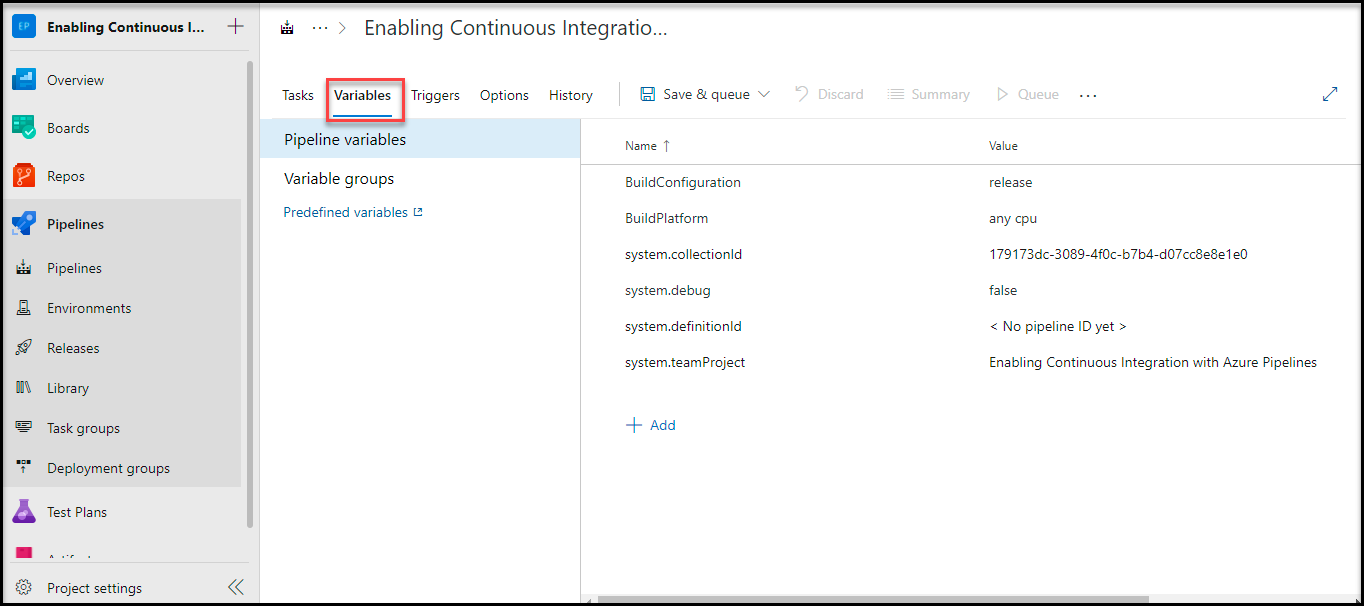 EP
Enabling Continuous I...
Overview
Boards
Repos
Pipelines
Pipelines
Environments
Releases
Library
Task groups
Deployment groups
Test Plans
Project settings
... > Enabling Continuous Integratio...
Tasks Variables Triggers Options History Save & queue Discard Summary Queue ...
Pipeline variables
Variable groups
Predefined variables
Name ↑ Value
BuildConfiguration release
BuildPlatform any cpu
system.collectionId 179173dc-3089-4f0c-b7b4-d07cc8e8e1e0
system.debug false
system.definitionId < No pipeline ID yet >
system.teamProject Enabling Continuous Integration with Azure Pipelines
+ Add